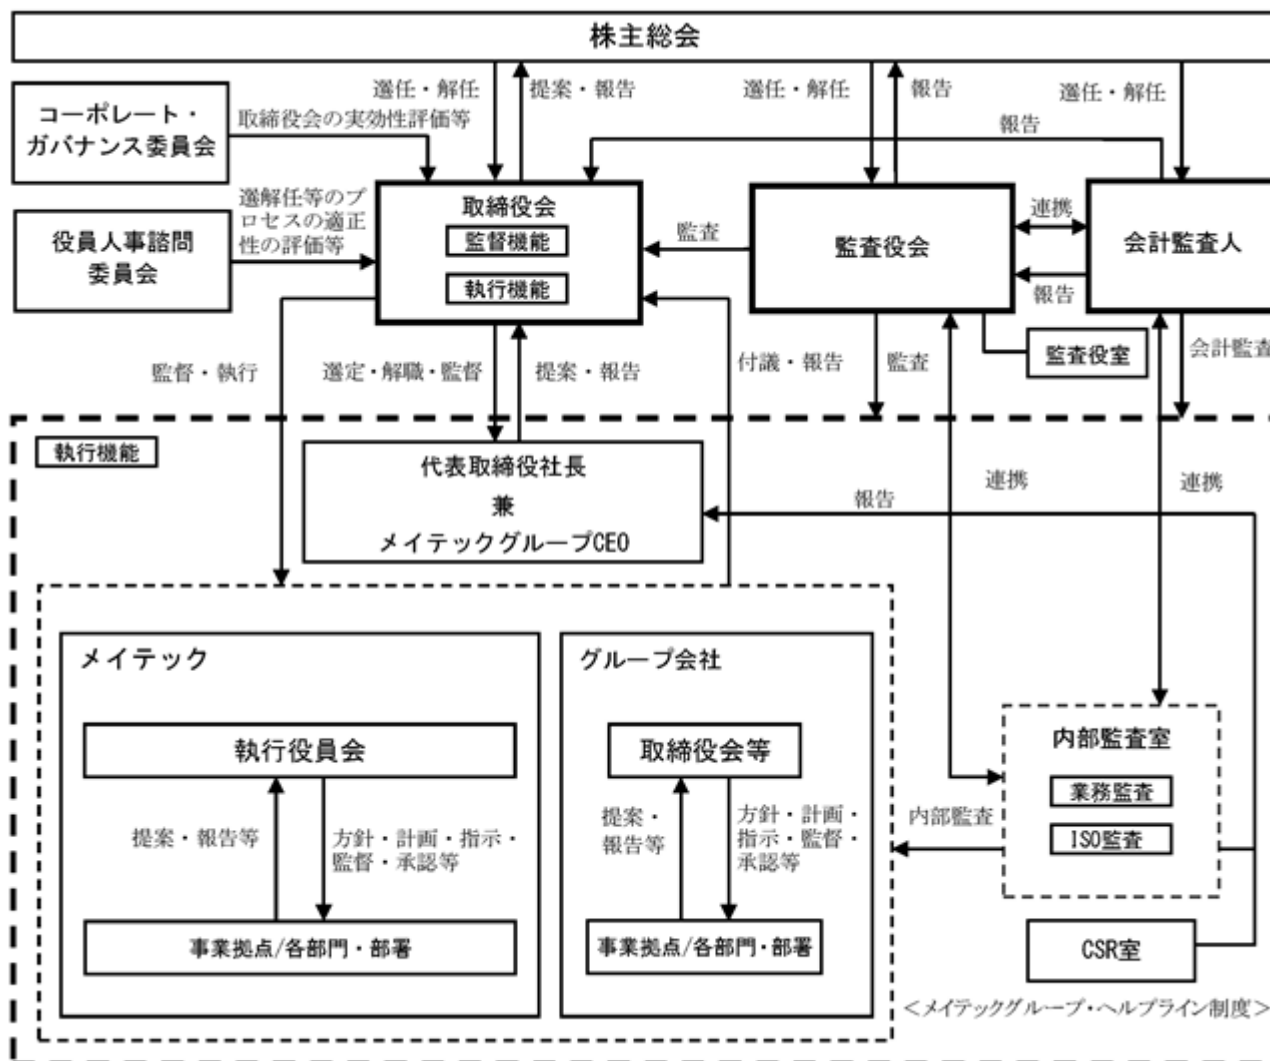 株主総会
選任・解任
提案・報告
選任・解任
報告
選任・解任
コーポレート・
ガバナンス委員会
取締役会の実効性評価等
報告
役員人事諮問
委員会
選解任等のプ
ロセスの適正
性の評価等
取締役会
監督機能
執行機能
監査
監査役会
連携
報告
会計監査人
監督・執行
選定・解職・監督
提案・報告
付議・報告
監査
監査役室
会計監査
執行機能
代表取締役社長
兼
メイテックグループCEO
報告
連携
連携
メイテック
執行役員会
提案・報告等
方針・計画・指示・
監督・承認等
事業拠点/各部門・部署
グループ会社
取締役会等
提案・
報告等
方針・計画・
指示・監督・
承認等
事業拠点/各部門・部署
内部監査
内部監査室
業務監査
ISO監査
CSR室
<メイテックグループ・ヘルプライン制度>